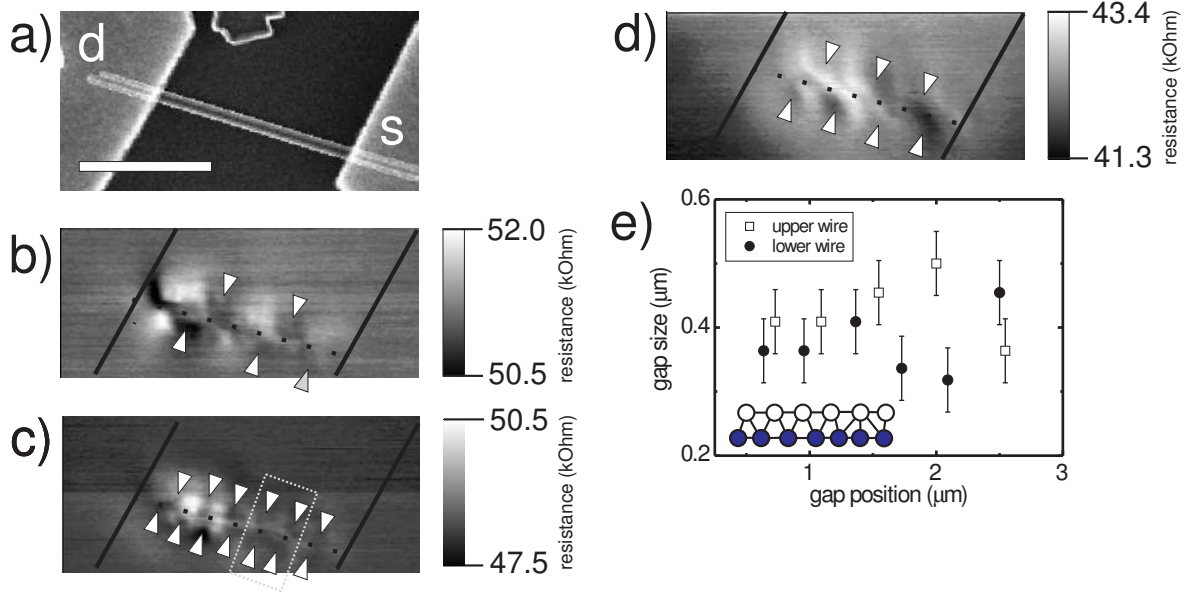 a)
d
s
b)
52.0
50.5
resistance (kOhm)
c)
50.5
47.5
resistance (kOhm)
d)
43.4
41.3
resistance (kOhm)
e
0.6
0.4
0.2
gap size (μm)
upper wire
lower wire
1
2
3
gap position (μm)